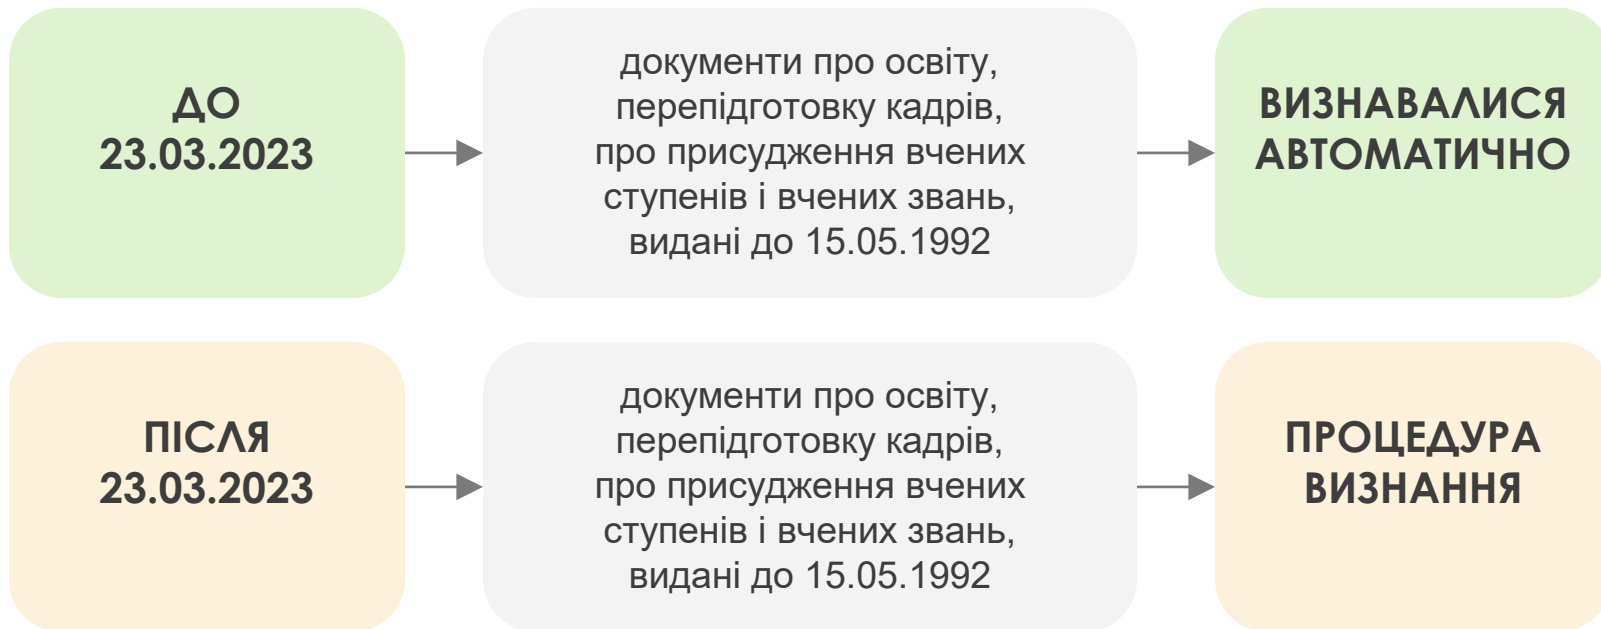 ДО
23.03.2023
документи про освіту,
перепідготовку кадрів,
про присудження вчених
ступенів і вчених звань,
видані до 15.05.1992
ВИЗНАВАЛИСЯ
АВТОМАТИЧНО
ПІСЛЯ
23.03.2023
документи про освіту,
перепідготовку кадрів,
про присудження вчених
ступенів і вчених звань,
видані до 15.05.1992
ПРОЦЕДУРА
ВИЗНАННЯ